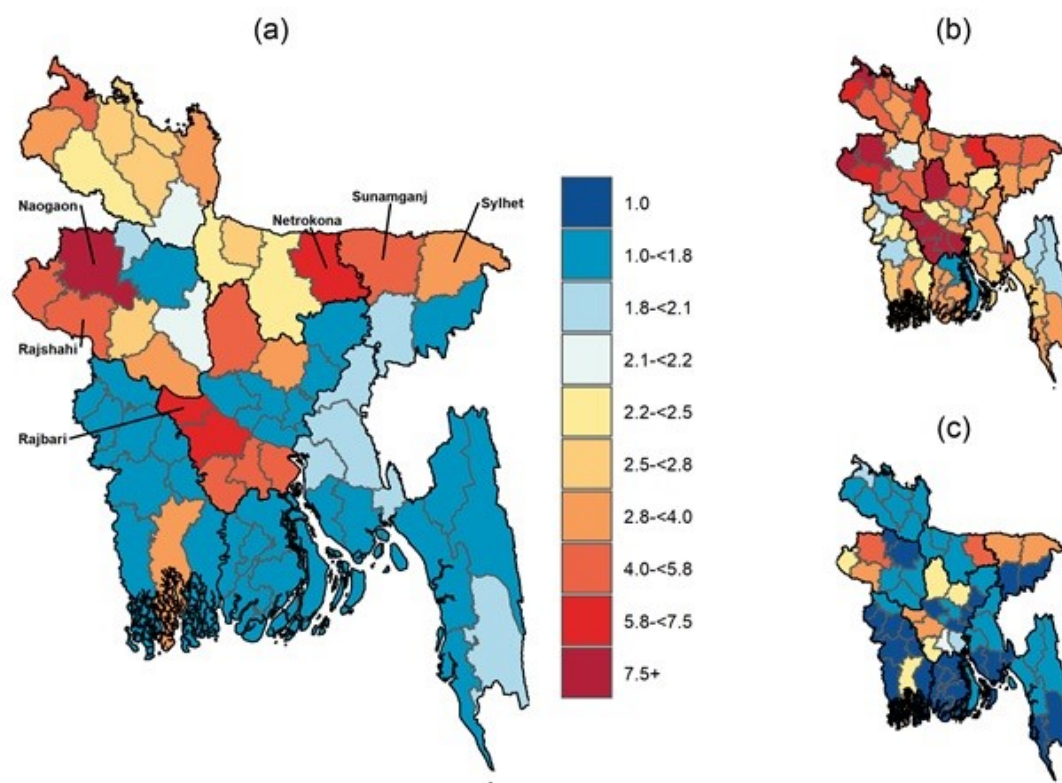 (a)
(b)
Naogaon
Netrokona
Sunamganj
Sylhet
Rajshahi
Rajbari
1.0
1.0-<1.8
1.8-<2.1
2.1-<2.2
2.2-<2.5
2.5-<2.8
2.8-<4.0
4.0-<5.8
5.8-<7.5
7.5+
(c)